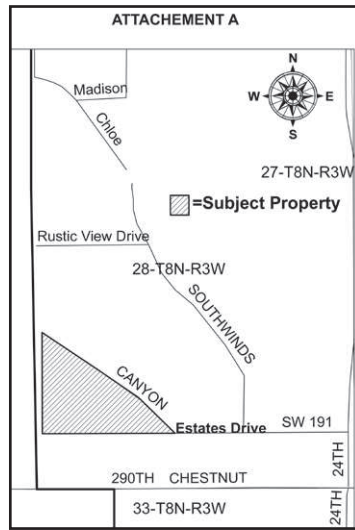 ATTACHEMENT A
N
W E
S
Madison
Chloe
27-T8N-R3W
=Subject Property
Rustic View Drive
28-T8N-R3W
SOUTHWINDS
CANYON
Estates Drive
SW 191
24TH
290TH CHESTNUT
24TH
33-T8N-R3W